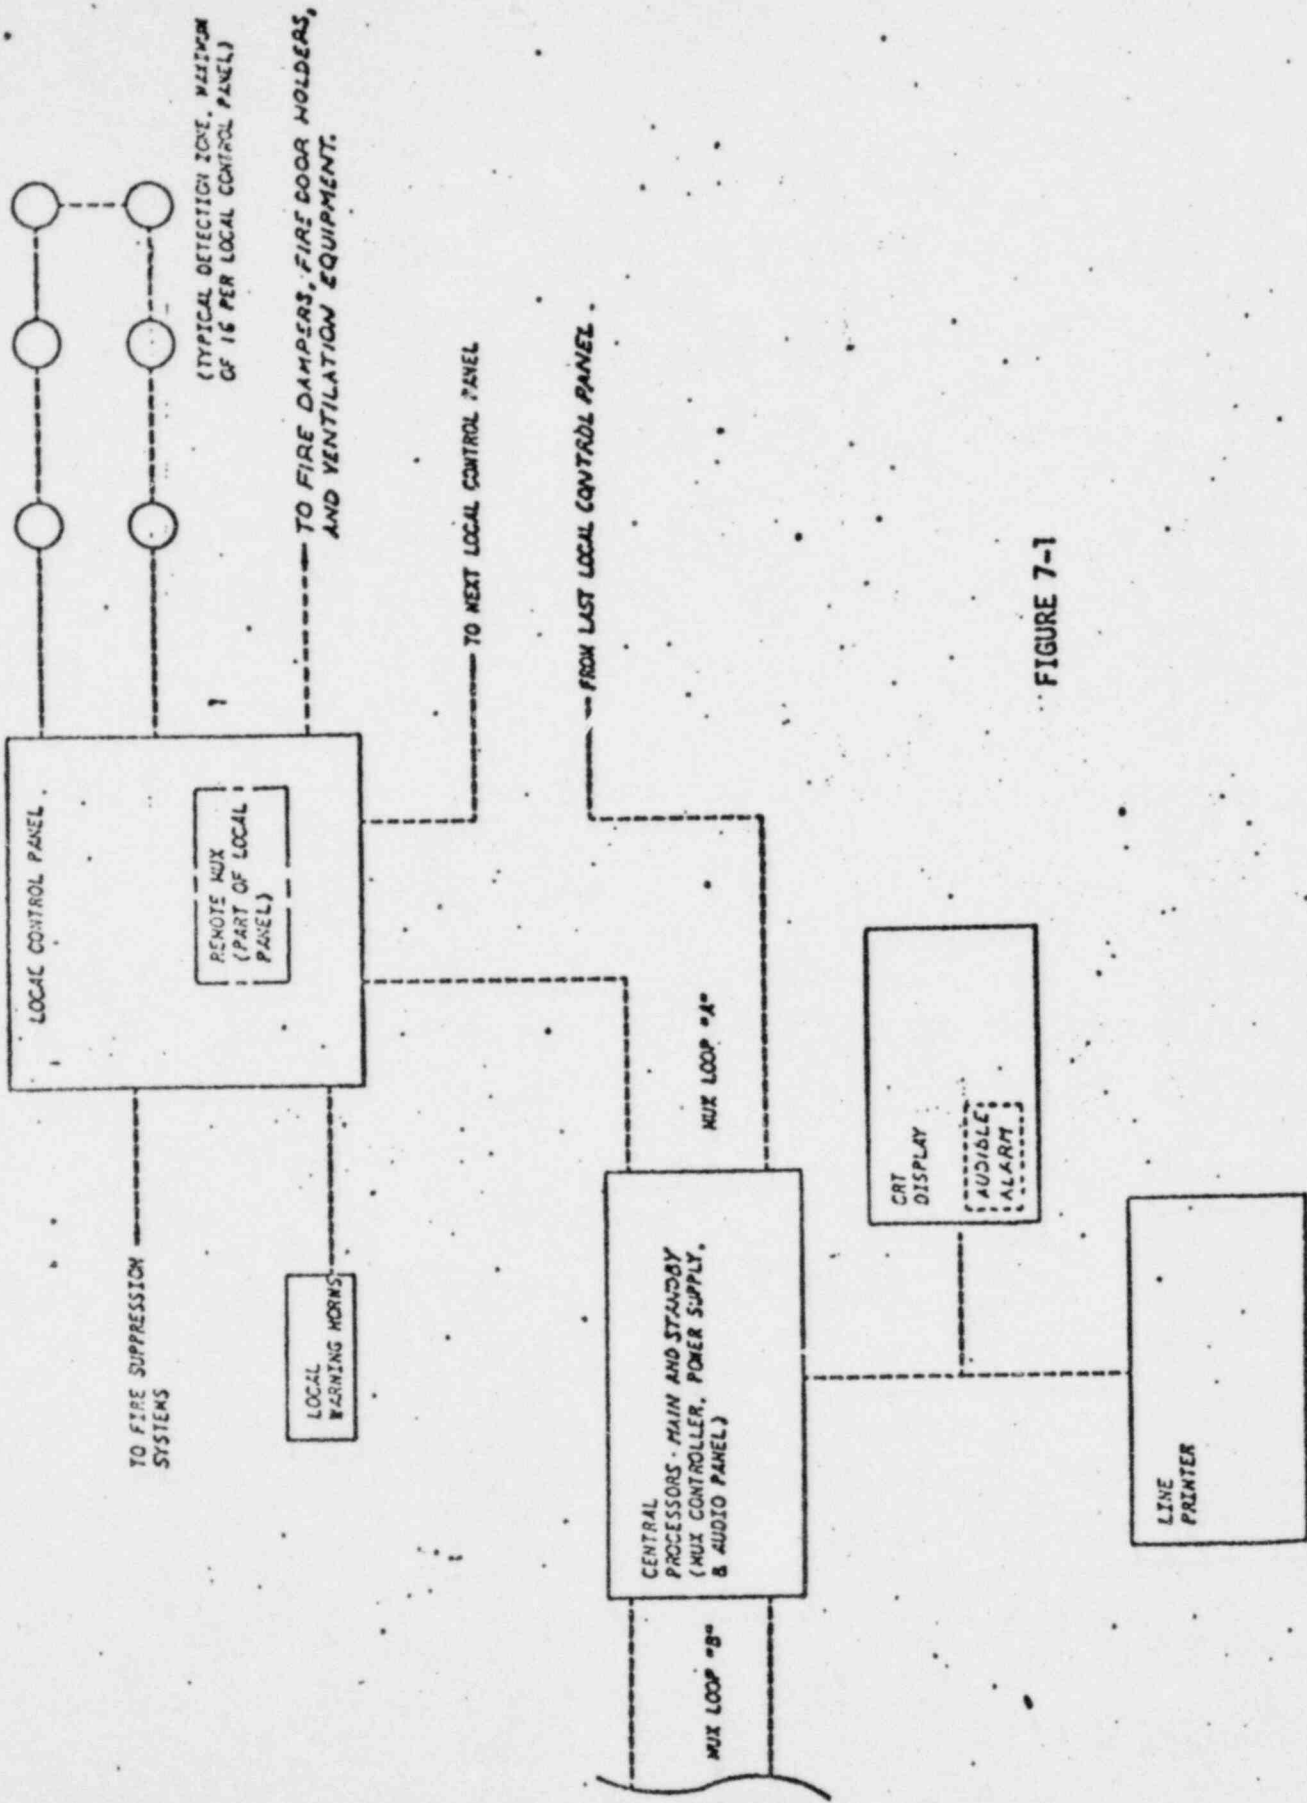 LOCAL CONTROL PANEL
REMOTE MUX
(PART OF LOCAL
PANEL)
(TYPICAL DETECTION ZONE, MAXIMUM
OF 16 PER LOCAL CONTROL PANEL)
TO FIRE DAMPERS, FIRE DOOR HOLDERS,
AND VENTILATION EQUIPMENT.
TO FIRE SUPPRESSION
SYSTEMS
LOCAL
WARNING HORNS
TO NEXT LOCAL CONTROL PANEL
FROM LAST LOCAL CONTROL PANEL.
MUX LOOP "B"
CENTRAL
PROCESSORS - MAIN AND STANDBY
(MUX CONTROLLER, POWER SUPPLY,
& AUDIO PANEL)
MUX LOOP "A"
CRT
DISPLAY
AUDIBLE
ALARM
LINE
PRINTER
FIGURE 7-1